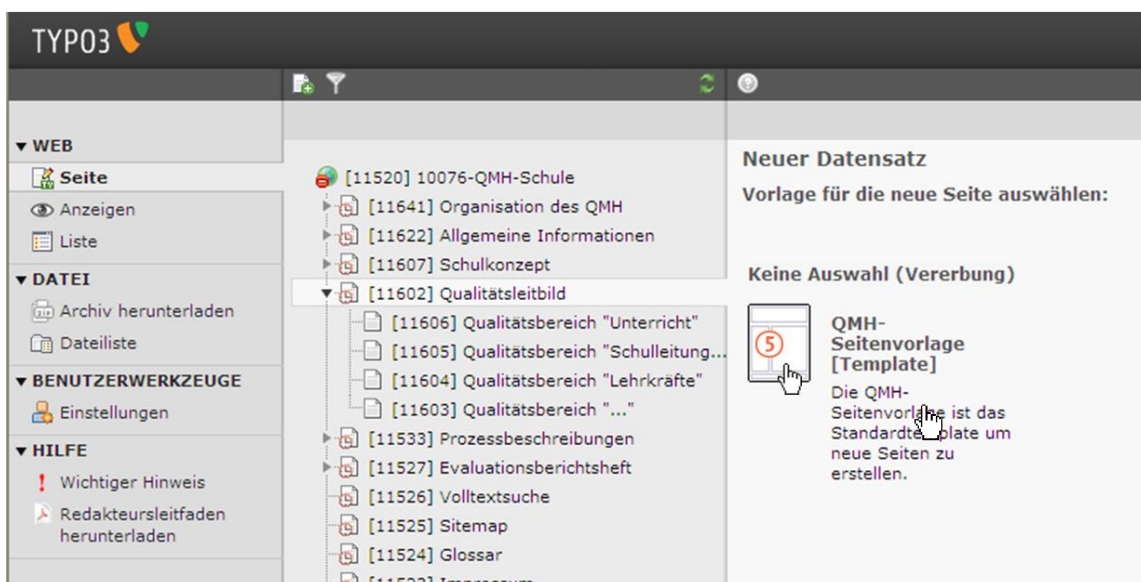 TYPO3
WEB
Seite
Anzeigen
Liste
DATEI
Archiv herunterladen
Dateiliste
BENUTZERWERKZEUGE
Einstellungen
HILFE
Wichtiger Hinweis
Redakteursleitfaden
herunterladen
[11520] 10076-QMH-Schule
[11641] Organisation des QMH
[11622] Allgemeine Informationen
[11607] Schulkonzept
[11602] Qualitätsleitbild
[11606] Qualitätsbereich "Unterricht"
[11605] Qualitätsbereich "Schulleitung...
[11604] Qualitätsbereich "Lehrkräfte"
[11603] Qualitätsbereich "..."
[11533] Prozessbeschreibungen
[11527] Evaluationsberichtsheft
[11526] Volltextsuche
[11525] Sitemap
[11524] Glossar
Neuer Datensatz
Vorlage für die neue Seite auswählen:
Keine Auswahl (Vererbung)
5
QMH-
Seitenvorlage
[Template]
Die QMH-
Seitenvorlage ist das
Standardtemplate um
neue Seiten zu
erstellen.